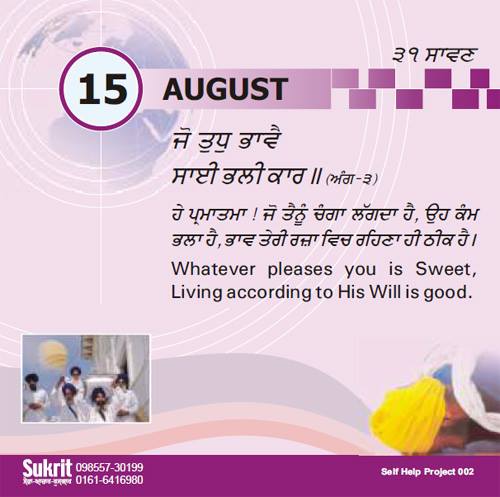 ੩੧ ਸਾਵਣ
15 AUGUST
ਜੋ ਤੁਧੁ ਭਾਵੈ
ਸਾਈ ਭਲੀ ਕਾਰ ॥ (ਅੰਗ-੩)
ਹੇ ਪ੍ਰਮਾਤਮਾ ! ਜੋ ਤੈਨੂੰ ਚੰਗਾ ਲੱਗਦਾ ਹੈ, ਉਹ ਕੰਮ
ਭਲਾ ਹੈ, ਭਾਵ ਤੇਰੀ ਰਜ਼ਾ ਵਿਚ ਰਹਿਣਾ ਹੀ ਠੀਕ ਹੈ।
Whatever pleases you is Sweet,
Living according to His Will is good.
Sukrit 098557-30199
0161-6416980
Self Help Project 002